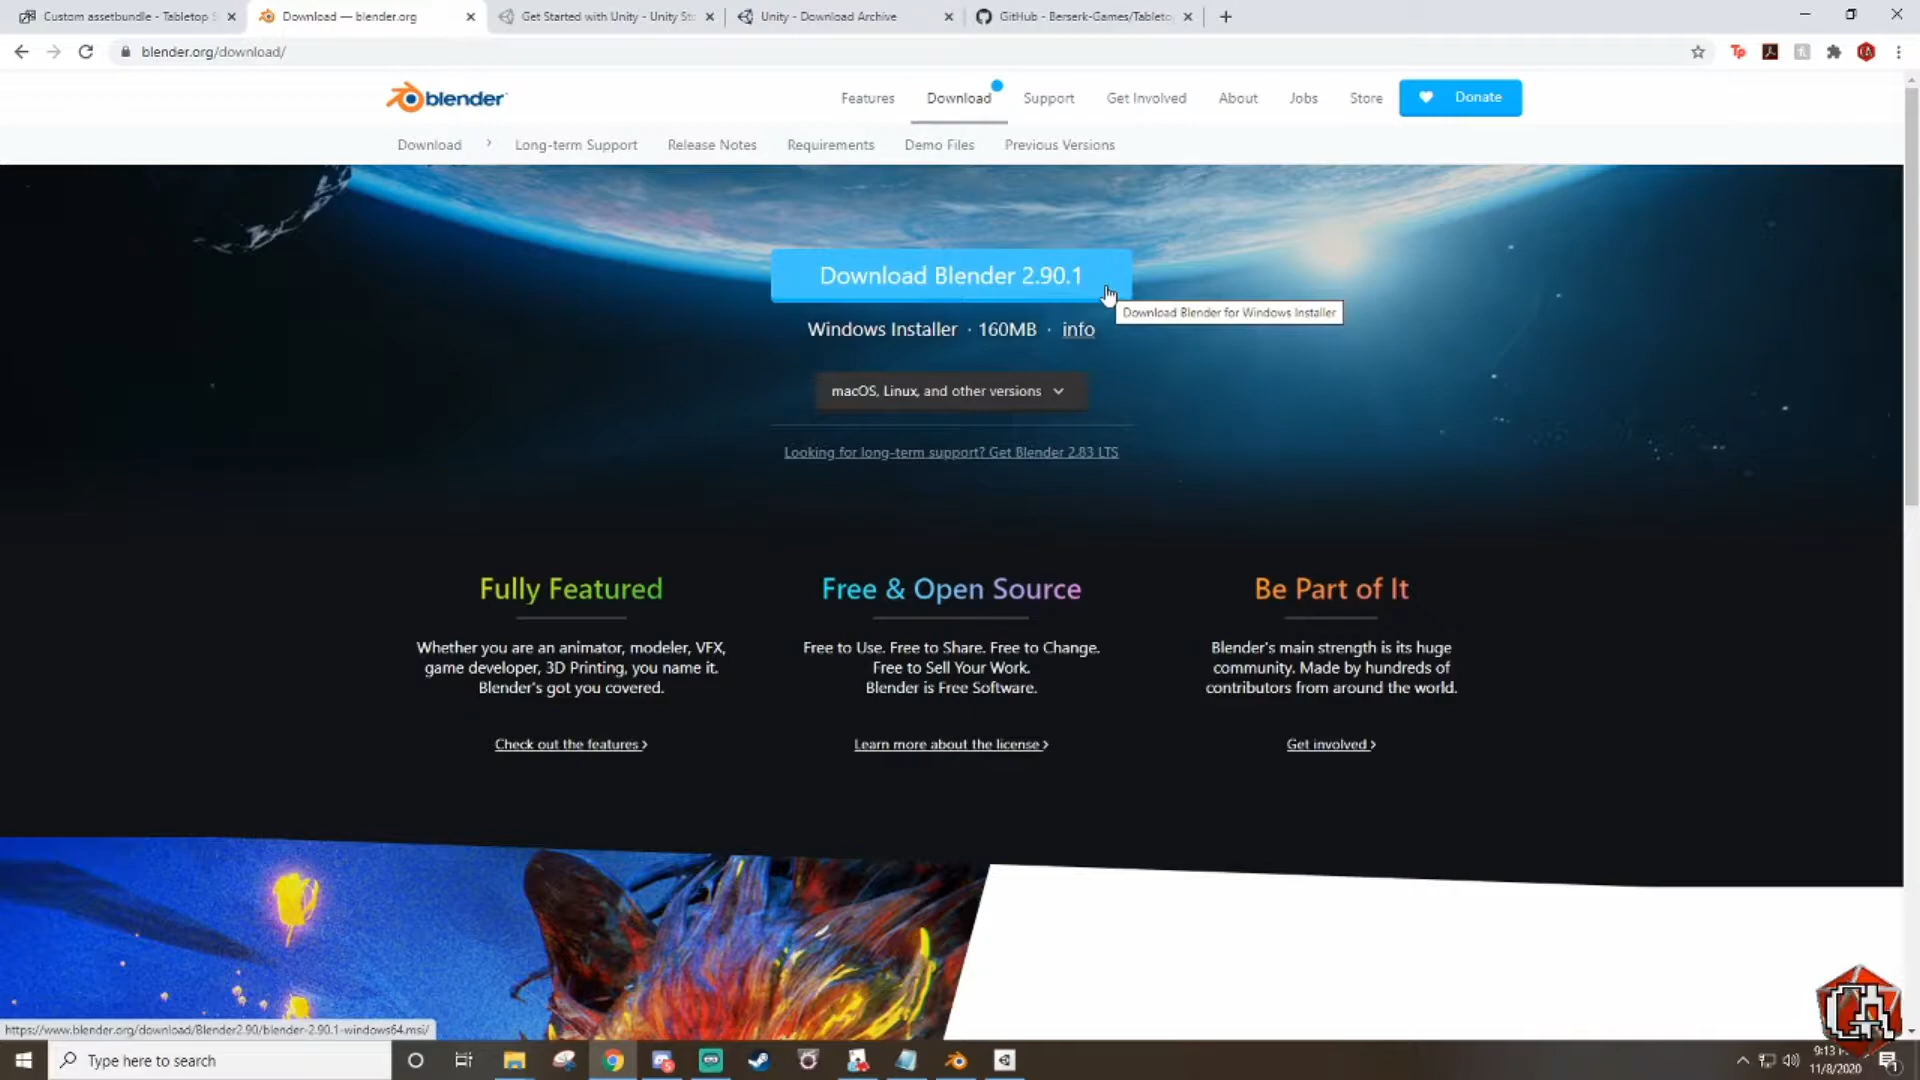 Custom assetbundle - Tabletop S
Download — blender.org
Get Started with Unity - Unity Sto
Unity - Download Archive
GitHub - Berserk-Games/Tableto
blender.org/download/
blender
Features
Download
Support
Get Involved
About
Jobs
Store
Donate
Download
Long-term Support
Release Notes
Requirements
Demo Files
Previous Versions
Download Blender 2.90.1
Download Blender for Windows Installer
Windows Installer · 160MB · info
macOS, Linux, and other versions
Looking for long-term support? Get Blender 2.83 LTS
Fully Featured
Whether you are an animator, modeler, VFX,
game developer, 3D Printing, you name it.
Blender's got you covered.
Check out the features ›
Free & Open Source
Free to Use. Free to Share. Free to Change.
Free to Sell Your Work.
Blender is Free Software.
Learn more about the license ›
Be Part of It
Blender's main strength is its huge
community. Made by hundreds of
contributors from around the world.
Get involved ›
https://www.blender.org/download/Blender2.90/blender-2.90.1-windows64.msi/
Type here to search
9:13
11/8/2020